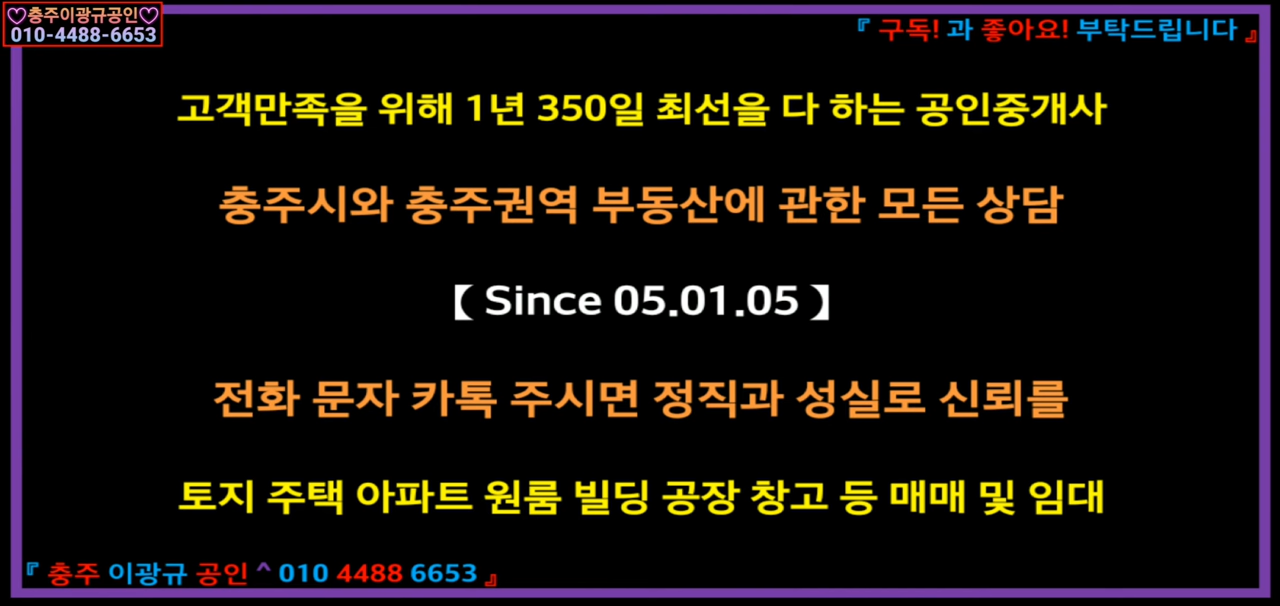 ♡충주이광규공인♡
010-4488-6653
『 구독! 과 좋아요! 부탁드립니다 』
고객만족을 위해 1년 350일 최선을 다 하는 공인중개사
충주시와 충주권역 부동산에 관한 모든 상담
【 Since 05.01.05 】
전화 문자 카톡 주시면 정직과 성실로 신뢰를
토지 주택 아파트 원룸 빌딩 공장 창고 등 매매 및 임대
『 충주 이광규 공인 ^ 010 4488 6653 』